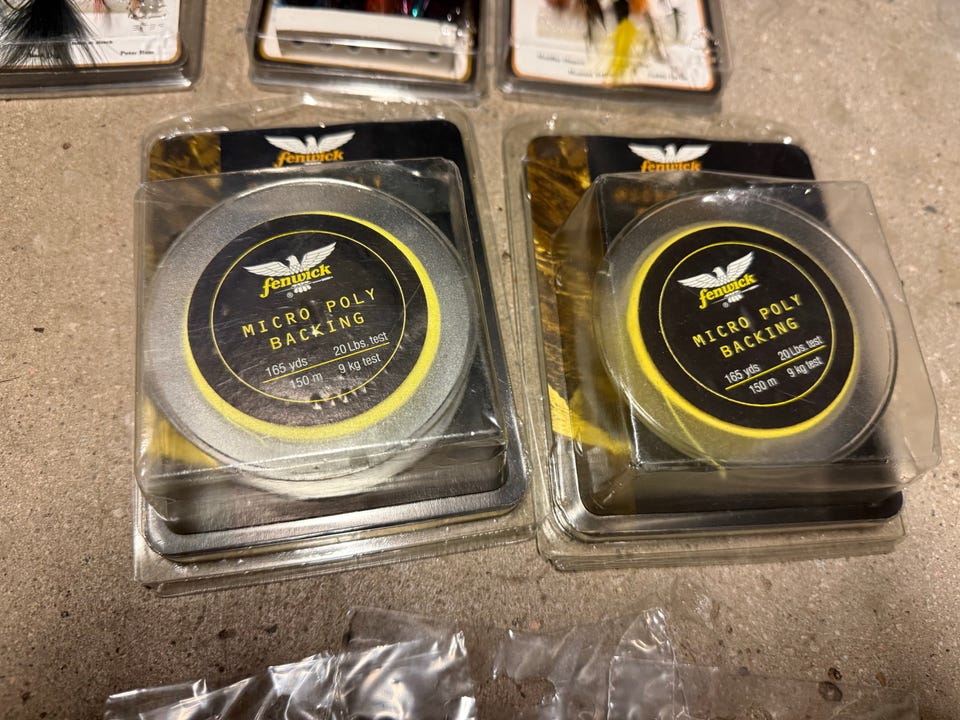 fenwick
fenwick
MICRO POLY
BACKING
165 yds 20 Lbs. test
150 m 9 kg test
fenwick
fenwick
MICRO POLY
BACKING
165 yds 20 Lbs. test
150 m 9 kg test